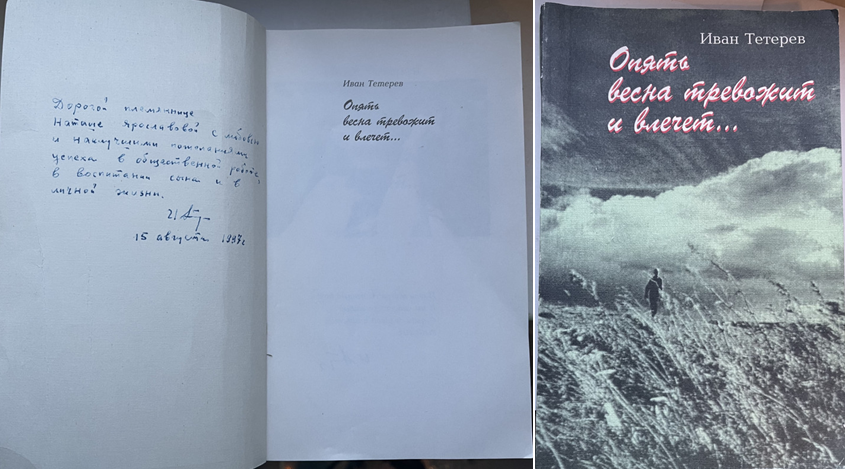 Дорогой племяннице
Наташе Ярославовой с любовью
и наилучшими пожеланиями
успеха в общественной работе,
в воспитании сына и в
личной жизни.
15 августа 1997г
Иван Тетерев
Опять
весна тревожит
и влечет...
Иван Тетерев
Опять
весна тревожит
и влечет...